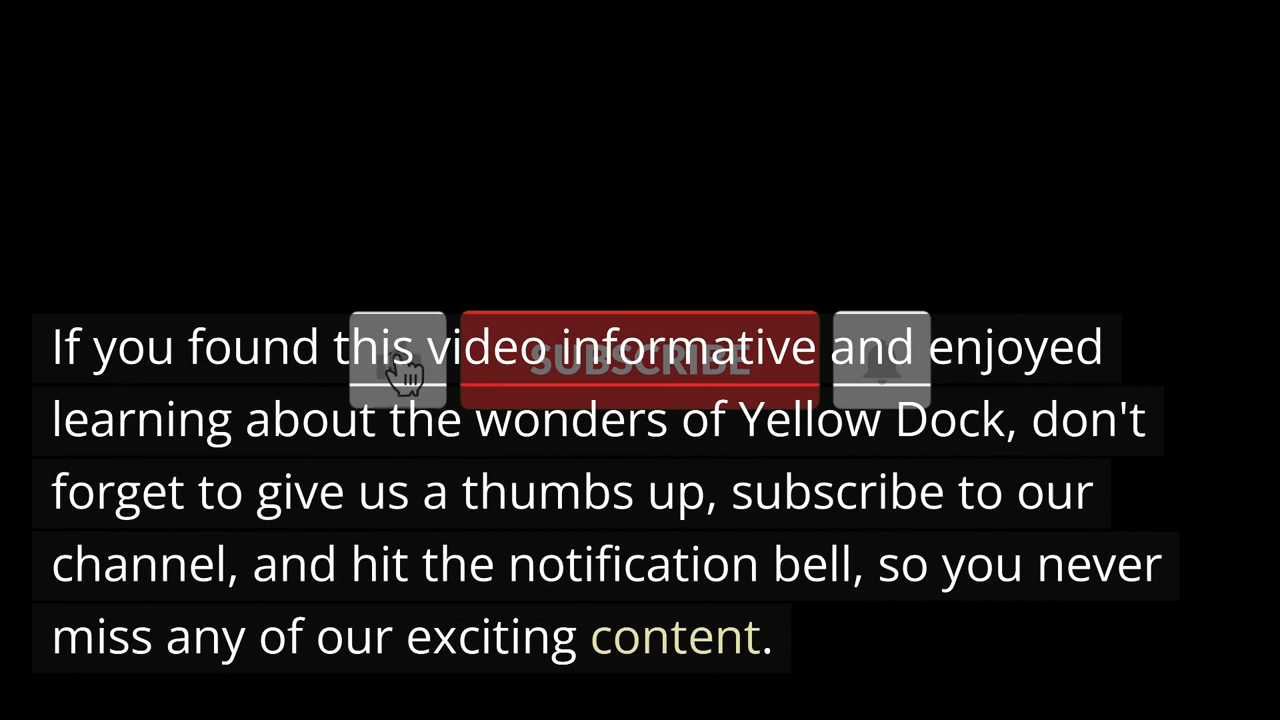 If you found this video informative and enjoyed
SUBSCRIBE
learning about the wonders of Yellow Dock, don't
forget to give us a thumbs up, subscribe to our
channel, and hit the notification bell, so you never
miss any of our exciting content.